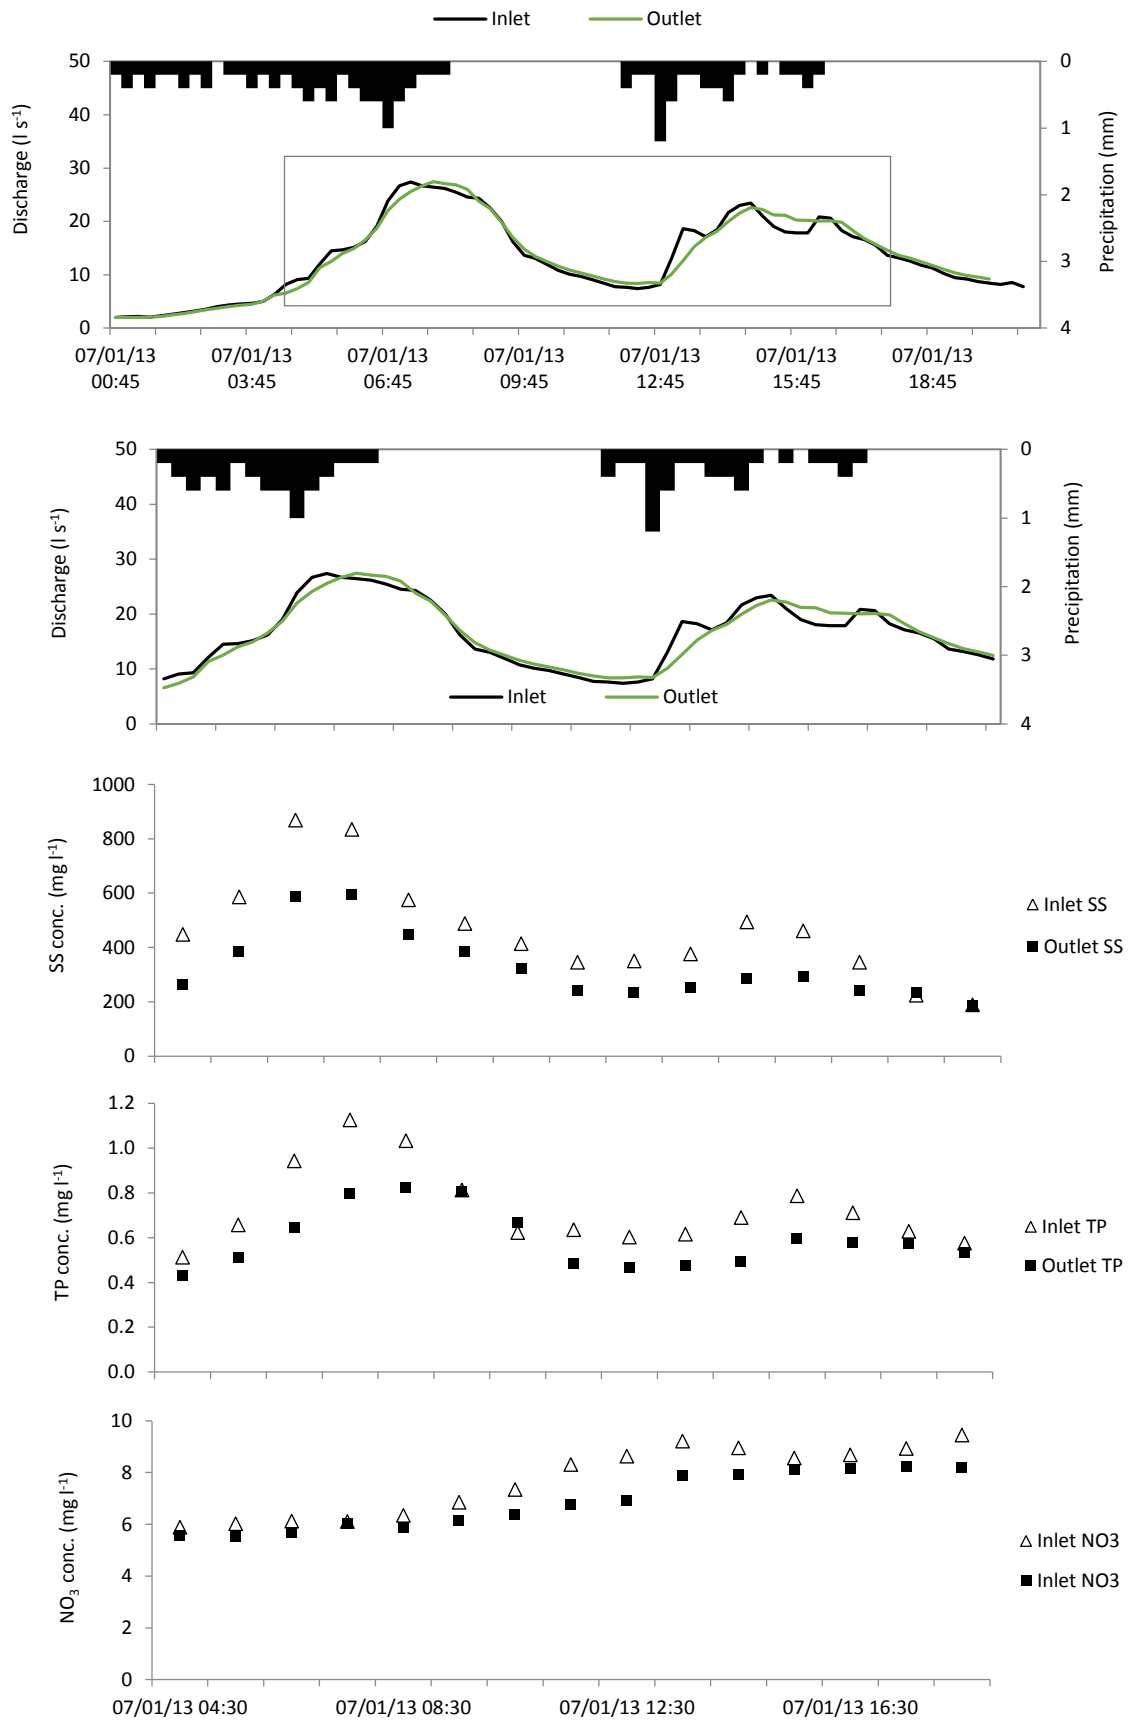 Inlet Outlet
Discharge (l s-1)
50
40
30
20
10
0
0
1
2
3
4
Precipitation (mm)
07/01/13 07/01/13 07/01/13 07/01/13 07/01/13 07/01/13 07/01/13
00:45 03:45 06:45 09:45 12:45 15:45 18:45
Discharge (l s-1)
50
40
30
20
10
0
0
1
2
3
4
Precipitation (mm)
Inlet Outlet
SS conc. (mg l-1)
1000
800
600
400
200
0
Inlet SS
Outlet SS
TP conc. (mg l-1)
1.2
1.0
0.8
0.6
0.4
0.2
0.0
Inlet TP
Outlet TP
NO3 conc. (mg l-1)
10
8
6
4
2
0
Inlet NO3
Inlet NO3
07/01/13 04:30 07/01/13 08:30 07/01/13 12:30 07/01/13 16:30